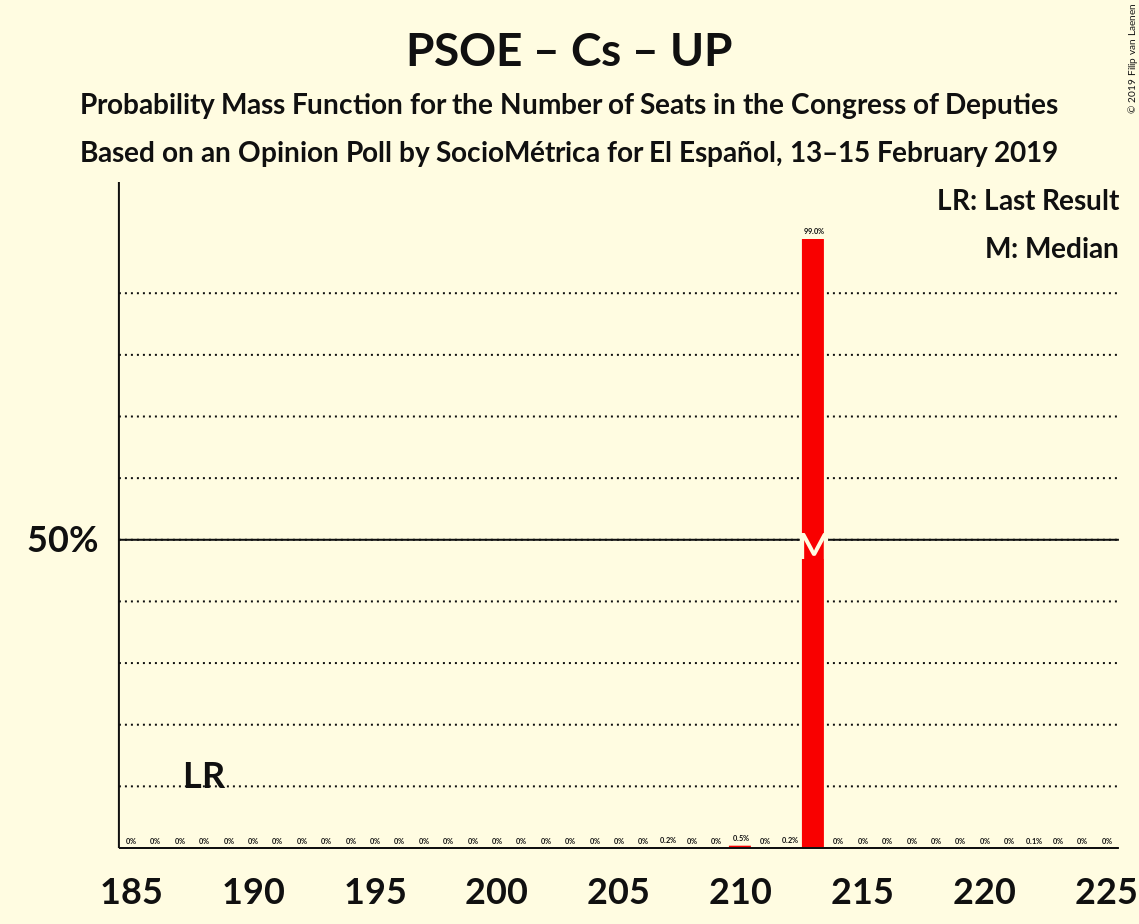 PSOE – Cs – UP
Probability Mass Function for the Number of Seats in the Congress of Deputies
Based on an Opinion Poll by SocioMétrica for El Español, 13–15 February 2019
© 2019 Filip van Laenen
LR: Last Result
M: Median
99.0%
50%
M
LR
0% 0% 0% 0% 0% 0% 0% 0% 0% 0% 0% 0% 0% 0% 0% 0% 0% 0% 0% 0% 0% 0% 0.2% 0% 0% 0.5% 0% 0.2% 0% 0% 0% 0% 0% 0% 0% 0% 0.1% 0% 0% 0%
185 190 195 200 205 210 215 220 225